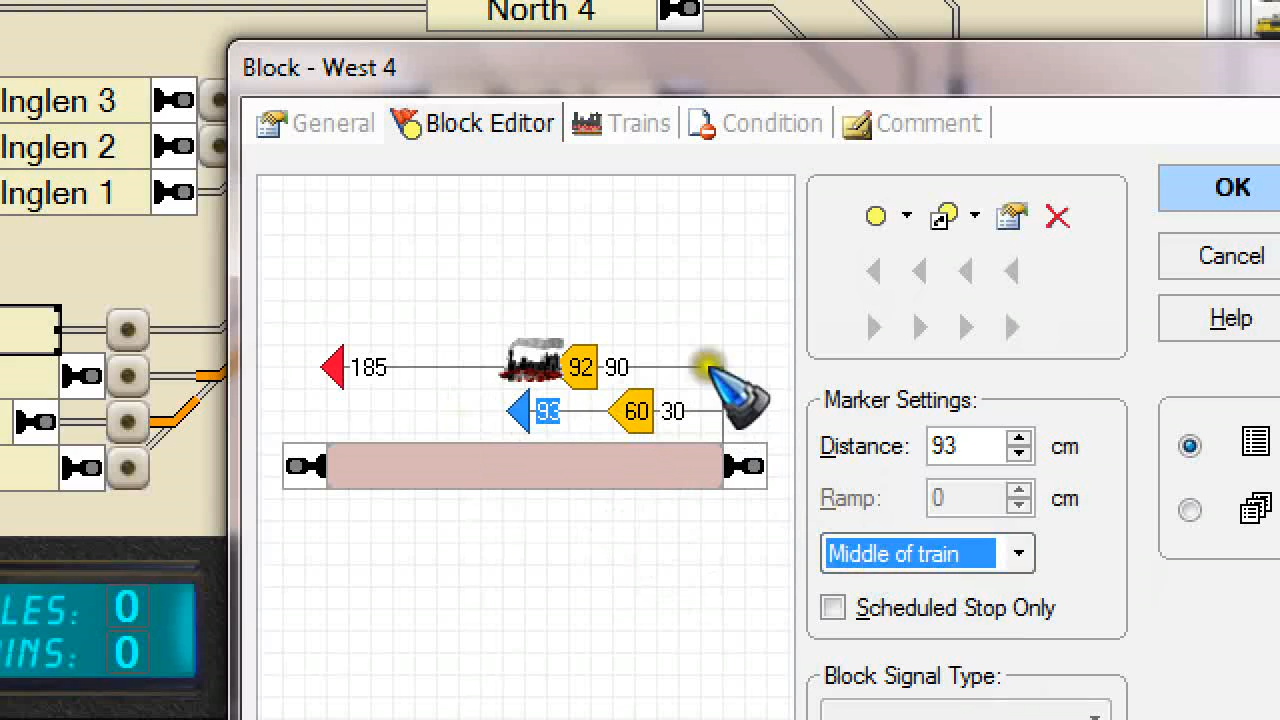 North 4
Block - West 4
Inglen 3
Inglen 2
Inglen 1
General
Block Editor
Trains
Condition
Comment
OK
Cancel
Help
185
92
90
93
60
30
Marker Settings:
Distance: 93 cm
Ramp: 0 cm
Middle of train
Scheduled Stop Only
Block Signal Type:
LES: 0
INS: 0